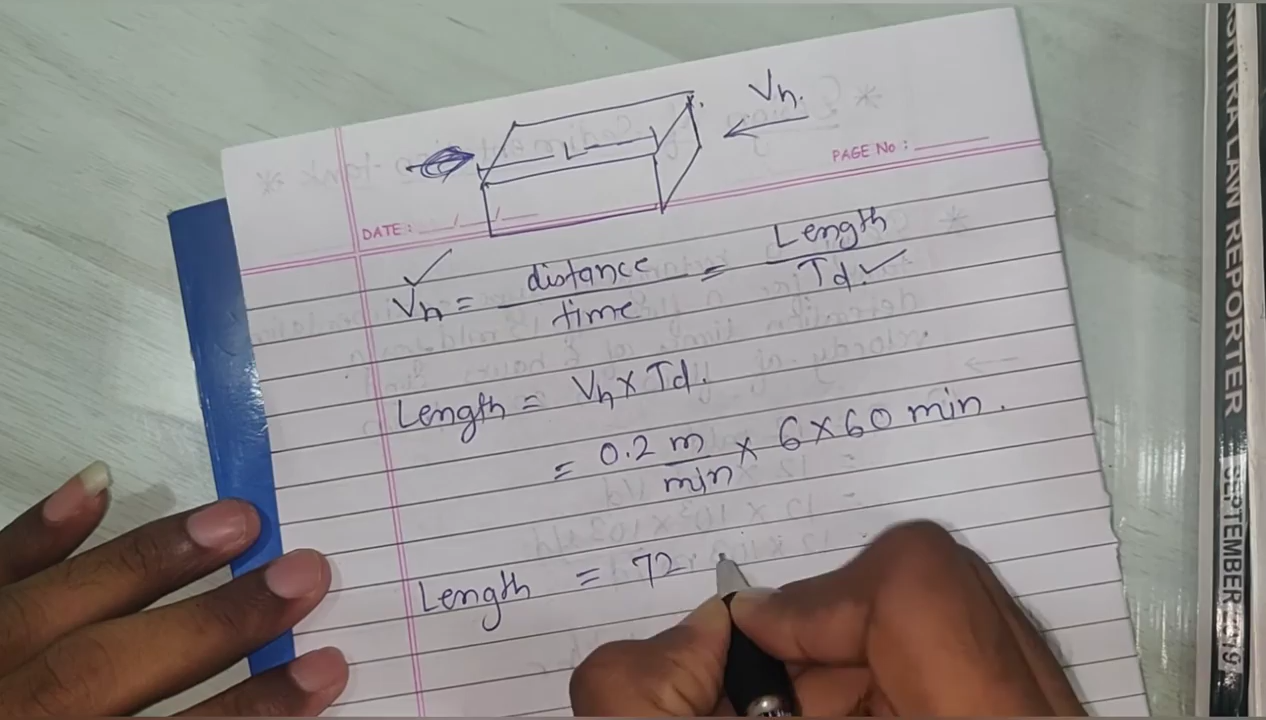 Vh.
L
PAGE No :
DATE : / /
Vh = distance / time = Length / Td.
Length = Vh x Td.
= 0.2 m / min x 6 x 60 min.
Length = 72
LAW REPORTER
SEPTEMBER